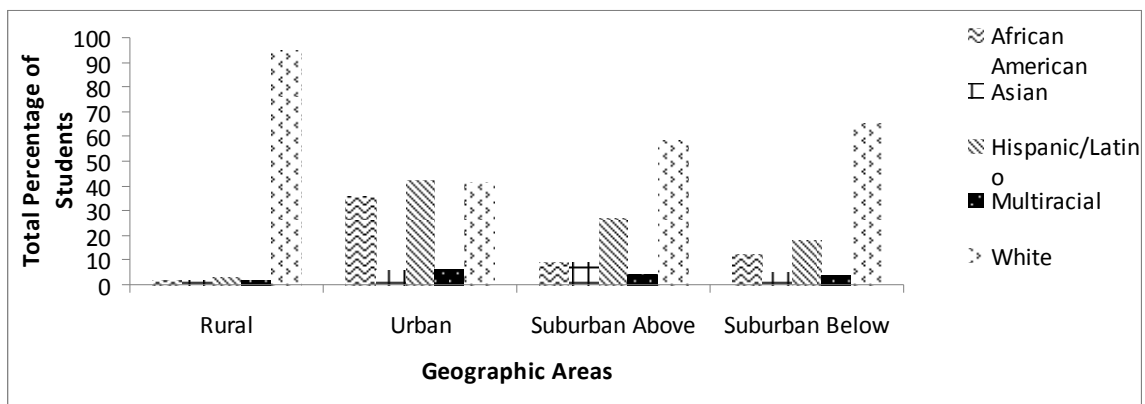 Total Percentage of
Students
100
90
80
70
60
50
40
30
20
10
0
Rural
Urban
Suburban Above
Suburban Below
Geographic Areas
African
American
Asian
Hispanic/Latin
o
Multiracial
White